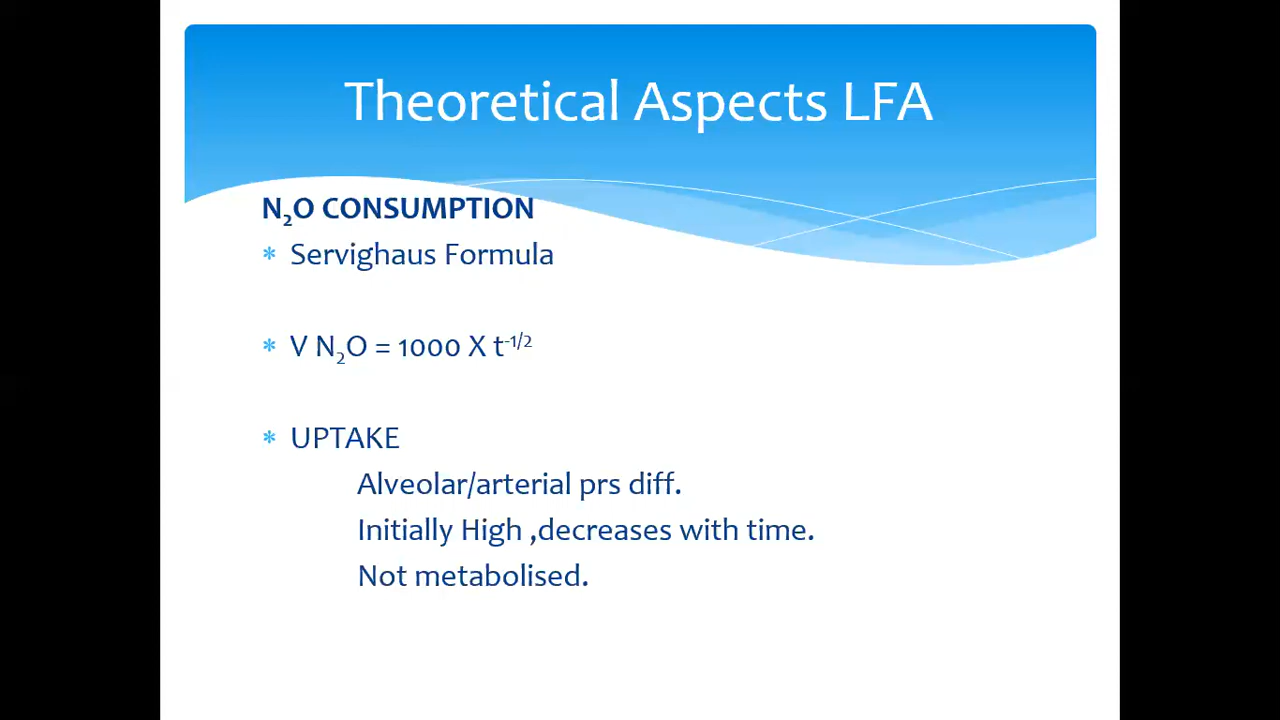 Theoretical Aspects LFA
N₂O CONSUMPTION
* Servighaus Formula
* V N₂O = 1000 X t⁻¹/²
* UPTAKE
Alveolar/arterial prs diff.
Initially High ,decreases with time.
Not metabolised.